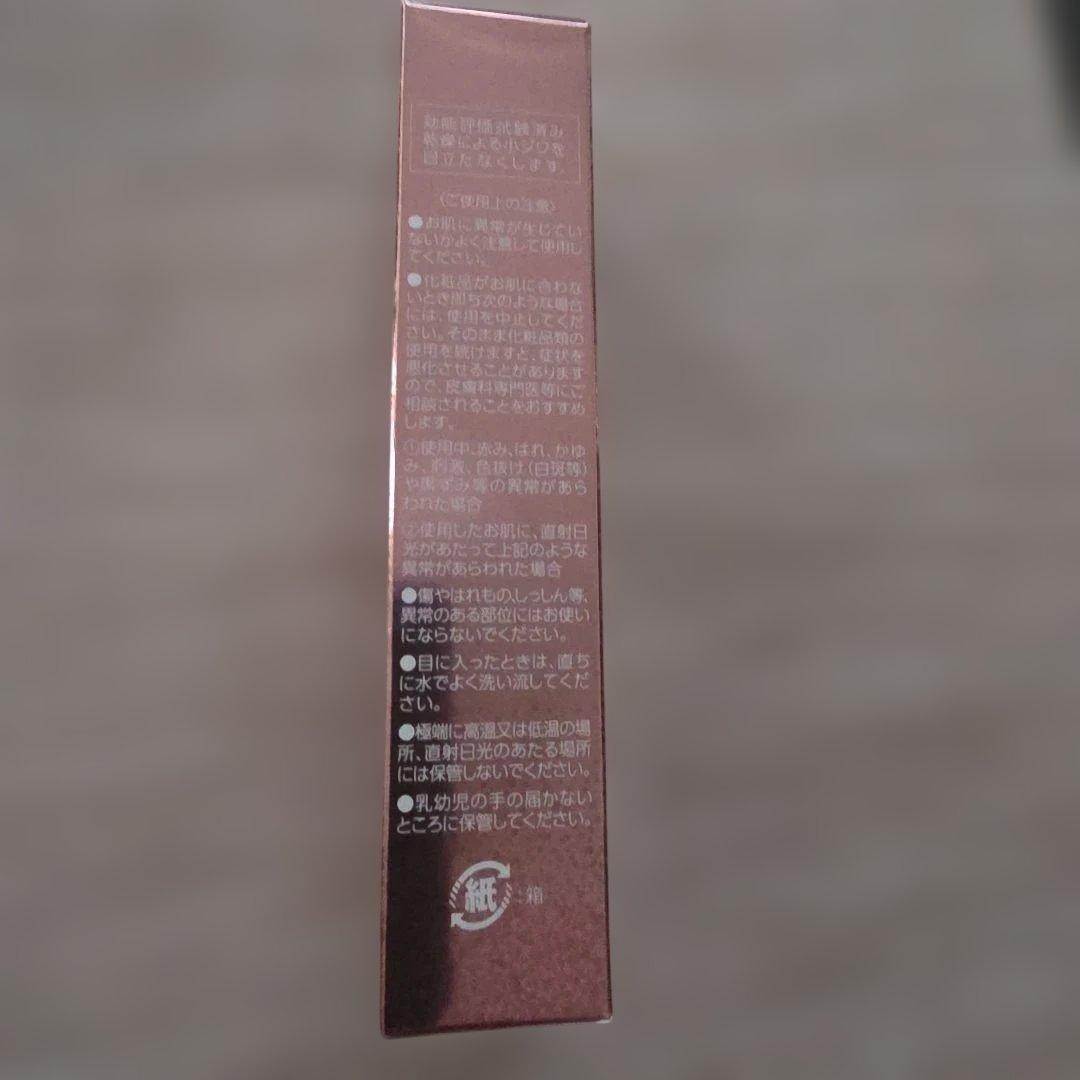 効能評価試験済み
乾燥による小ジワを
目立たなくします。
〈ご使用上の注意〉
●お肌に異常が生じてい
ないかよく注意して使用し
てください。
●化粧品がお肌に合わな
いとき即ち次のような場合
には、使用を中止してくだ
さい。そのまま化粧品類の
使用を続けますと、症状を
悪化させることがあります
ので、皮膚科専門医等にご
相談されることをおすすめ
します。
①使用中、赤み、はれ、かゆ
み、刺激、色抜け(白斑等)
や黒ずみ等の異常があら
われた場合
②使用したお肌に、直射日
光があたって上記のような
異常があらわれた場合
●傷やはれもの、しっしん等、
異常のある部位にはお使い
にならないでください。
●目に入ったときは、直ち
に水でよく洗い流してくだ
さい。
●極端に高温又は低温の場
所、直射日光のあたる場所
には保管しないでください。
●乳幼児の手の届かない
ところに保管してください。
紙:箱